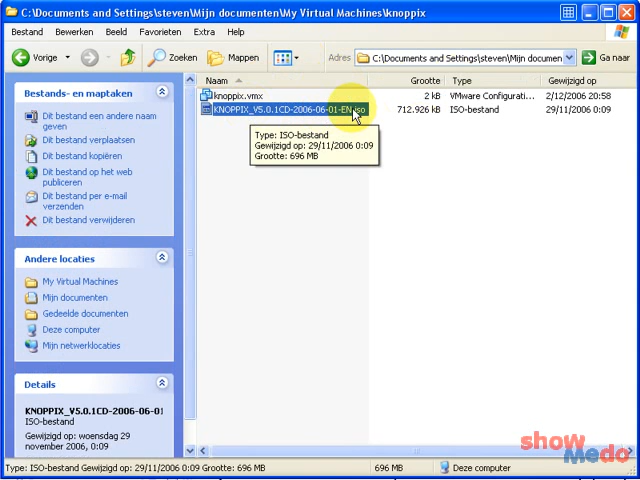 C:\Documents and Settings\steven\Mijn documenten\My Virtual Machines\knoppix
Bestand Bewerken Beeld Favorieten Extra Help
Vorige Zoeken Mappen Adres C:\Documents and Settings\steven\Mijn documen Ga naar
Bestands- en maptaken
Dit bestand een andere naam
geven
Dit bestand verplaatsen
Dit bestand kopiëren
Dit bestand op het web
publiceren
Dit bestand per e-mail
verzenden
Dit bestand verwijderen
Andere locaties
My Virtual Machines
Mijn documenten
Gedeelde documenten
Deze computer
Mijn netwerklocaties
Details
KNOPPIX_V5.0.1CD-2006-06-01
ISO-bestand
Gewijzigd op: woensdag 29
november 2006, 0:09
Naam Grootte Type Gewijzigd op
knoppix.vmx 2 kB VMware Configurati... 2/12/2006 20:58
KNOPPIX_V5.0.1CD-2006-06-01-EN.iso 712.926 kB ISO-bestand 29/11/2006 0:09
Type: ISO-bestand
Gewijzigd op: 29/11/2006 0:09
Grootte: 696 MB
showmedo
Type: ISO-bestand Gewijzigd op: 29/11/2006 0:09 Grootte: 696 MB 696 MB Deze computer